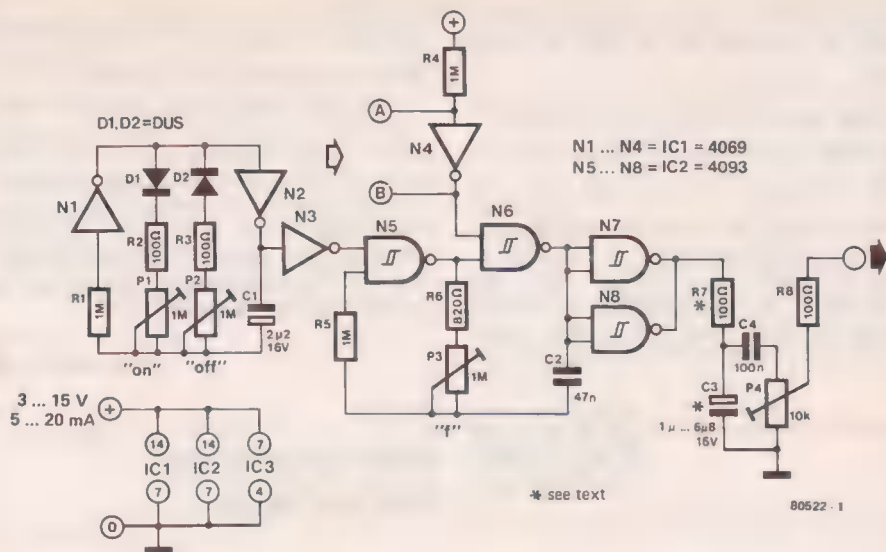 +
R4
1M
A
D1,D2=DUS
N4
N1 ... N4 = IC1 = 4069
N5 ... N8 = IC2 = 4093
B
N1
D1
D2
N2
N3
N5
N6
N7
N8
R2
100Ω
R3
100Ω
R1
1M
P1
1M
P2
1M
C1
2µ2
16V
R5
1M
R6
820Ω
P3
1M
C2
47n
R7
*
100Ω
R8
100Ω
C4
100n
C3
*
1µ ... 6µ8
16V
P4
10k
"on"
"off"
"f"
3 ... 15 V
5 ... 20 mA
+
14
14
7
IC1
IC2
IC3
7
7
4
0
* see text
80522 - 1